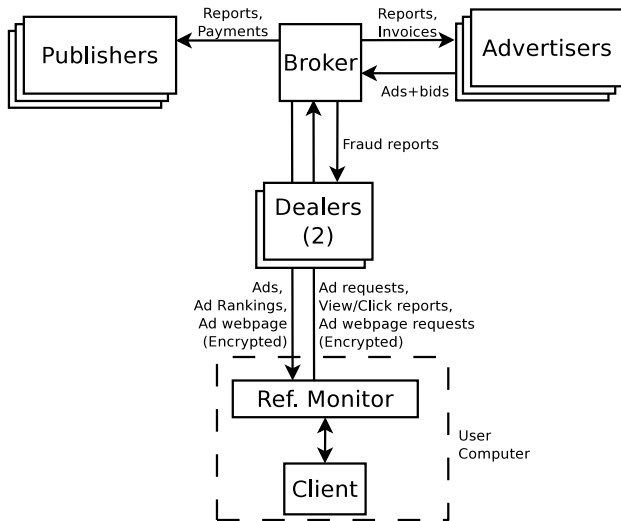 Reports,
Payments
Reports,
Invoices
Publishers
Broker
Advertisers
Ads+bids
Fraud reports
Dealers
(2)
Ads,
Ad Rankings,
Ad webpage
(Encrypted)
Ad requests,
View/Click reports,
Ad webpage requests
(Encrypted)
Ref. Monitor
User
Computer
Client